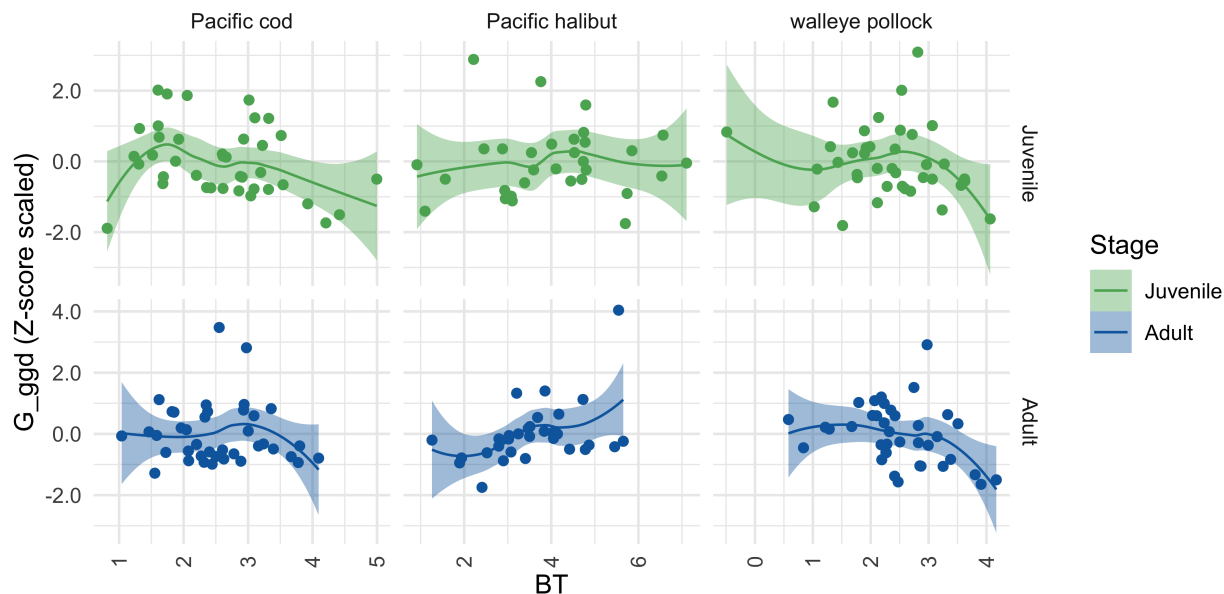 Pacific cod Pacific halibut walleye pollock
2.0
0.0
-2.0
Juvenile
4.0
2.0
0.0
-2.0
Adult
G_ggd (Z-score scaled)
1 2 3 4 5 2 4 6 0 1 2 3 4
BT
Stage
Juvenile
Adult